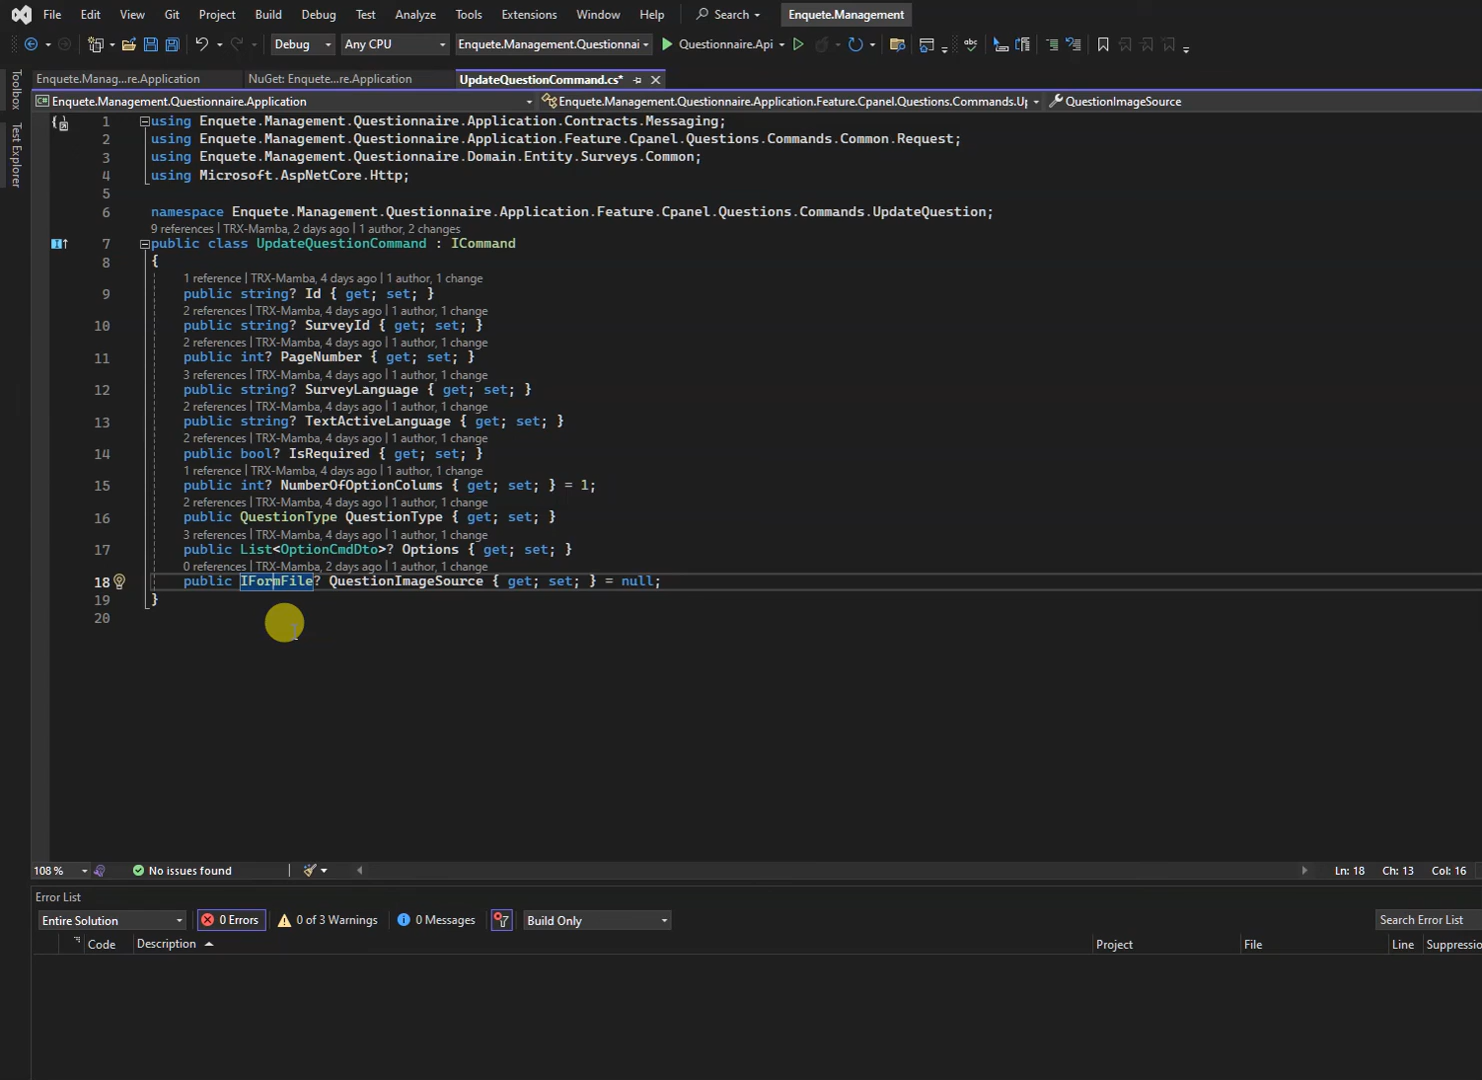 File Edit View Git Project Build Debug Test Analyze Tools Extensions Window Help Search Enquete.Management
Debug Any CPU Enquete.Management.Questionnai Questionnaire.Api
Enquete.Manag...re.Application NuGet: Enquete...re.Application UpdateQuestionCommand.cs*
Enquete.Management.Questionnaire.Application Enquete.Management.Questionnaire.Application.Feature.Cpanel.Questions.Commands.Up QuestionImageSource
Toolbox
Test Explorer
1 using Enquete.Management.Questionnaire.Application.Contracts.Messaging;
2 using Enquete.Management.Questionnaire.Application.Feature.Cpanel.Questions.Commands.Common.Request;
3 using Enquete.Management.Questionnaire.Domain.Entity.Surveys.Common;
4 using Microsoft.AspNetCore.Http;
5
6 namespace Enquete.Management.Questionnaire.Application.Feature.Cpanel.Questions.Commands.UpdateQuestion;
9 references | TRX-Mamba, 2 days ago | 1 author, 2 changes
7 public class UpdateQuestionCommand : ICommand
8 {
1 reference | TRX-Mamba, 4 days ago | 1 author, 1 change
9 public string? Id { get; set; }
2 references | TRX-Mamba, 4 days ago | 1 author, 1 change
10 public string? SurveyId { get; set; }
2 references | TRX-Mamba, 4 days ago | 1 author, 1 change
11 public int? PageNumber { get; set; }
3 references | TRX-Mamba, 4 days ago | 1 author, 1 change
12 public string? SurveyLanguage { get; set; }
2 references | TRX-Mamba, 4 days ago | 1 author, 1 change
13 public string? TextActiveLanguage { get; set; }
2 references | TRX-Mamba, 4 days ago | 1 author, 1 change
14 public bool? IsRequired { get; set; }
1 reference | TRX-Mamba, 4 days ago | 1 author, 1 change
15 public int? NumberOfOptionColums { get; set; } = 1;
2 references | TRX-Mamba, 4 days ago | 1 author, 1 change
16 public QuestionType QuestionType { get; set; }
3 references | TRX-Mamba, 4 days ago | 1 author, 1 change
17 public List<OptionCmdDto>? Options { get; set; }
0 references | TRX-Mamba, 2 days ago | 1 author, 1 change
18 public IFormFile? QuestionImageSource { get; set; } = null;
19 }
20
108 % No issues found Ln: 18 Ch: 13 Col: 16
Error List
Entire Solution 0 Errors 0 of 3 Warnings 0 Messages Build Only Search Error List
Code Description Project File Line Suppressio